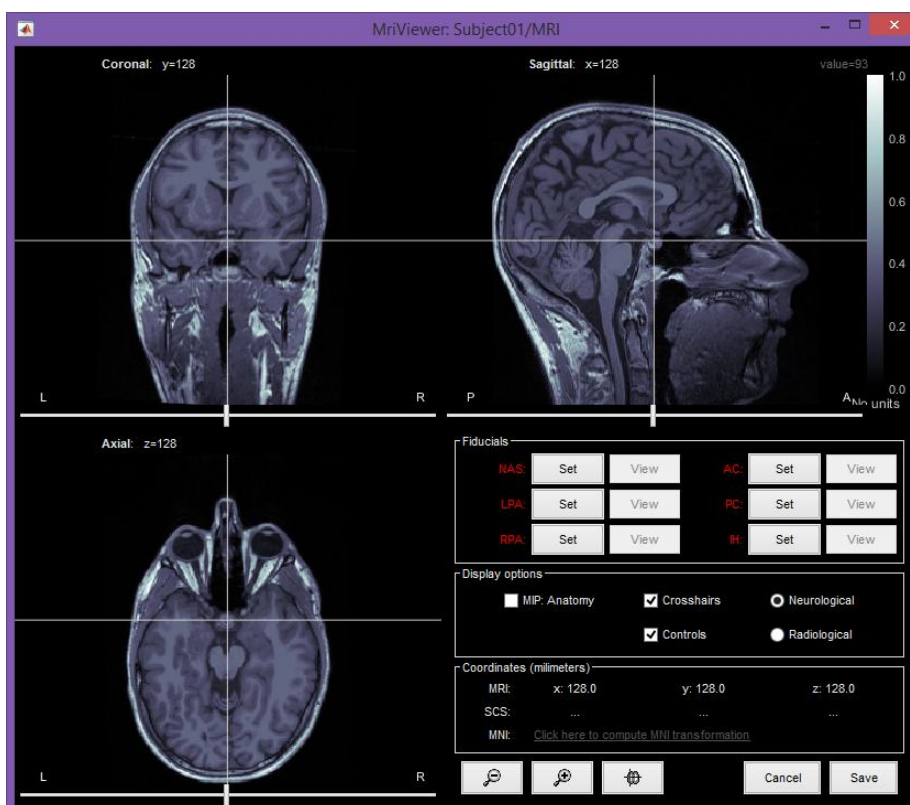 MriViewer: Subject01/MRI
Coronal: y=128
Sagittal: x=128
value=93
1.0
0.8
0.6
0.4
0.2
0.0
No units
L
R
P
A
Axial: z=128
L
R
Fiducials
NAS: Set View AC: Set View
LPA: Set View PC: Set View
RPA: Set View IH: Set View
Display options
MIP: Anatomy Crosshairs Neurological
Controls Radiological
Coordinates (milimeters)
MRI: x: 128.0 y: 128.0 z: 128.0
SCS: ... ... ...
MNI: Click here to compute MNI transformation
Cancel Save